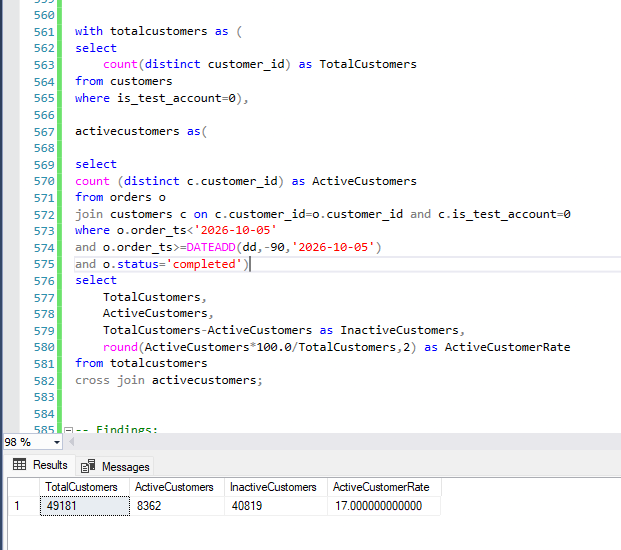 560
561 with totalcustomers as (
562 select
563 count(distinct customer_id) as TotalCustomers
564 from customers
565 where is_test_account=0),
566
567 activecustomers as(
568
569 select
570 count (distinct c.customer_id) as ActiveCustomers
571 from orders o
572 join customers c on c.customer_id=o.customer_id and c.is_test_account=0
573 where o.order_ts<'2026-10-05'
574 and o.order_ts>=DATEADD(dd,-90,'2026-10-05')
575 and o.status='completed')
576 select
577 TotalCustomers,
578 ActiveCustomers,
579 TotalCustomers-ActiveCustomers as InactiveCustomers,
580 round(ActiveCustomers*100.0/TotalCustomers,2) as ActiveCustomerRate
581 from totalcustomers
582 cross join activecustomers;
583
584
585 -- Findings:
98 %
Results Messages
TotalCustomers ActiveCustomers InactiveCustomers ActiveCustomerRate
1 49181 8362 40819 17.000000000000